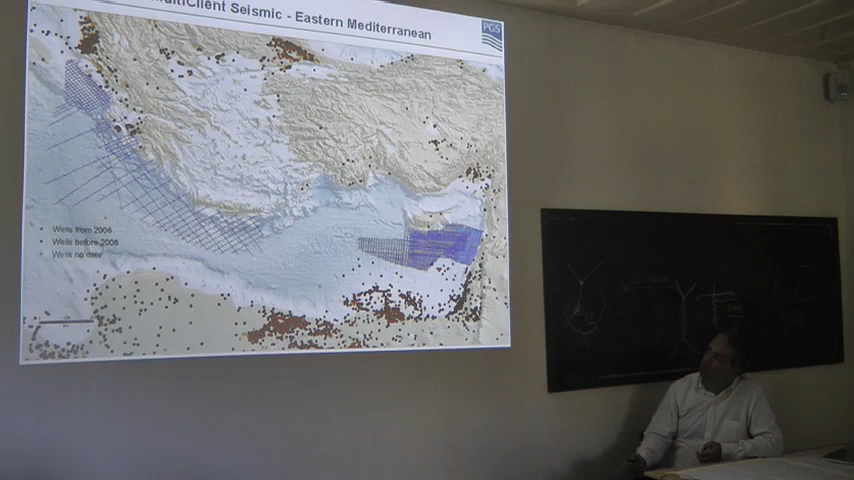 MultiClient Seismic - Eastern Mediterranean
PGS
Wells from 2006
Wells before 2006
Wells no date